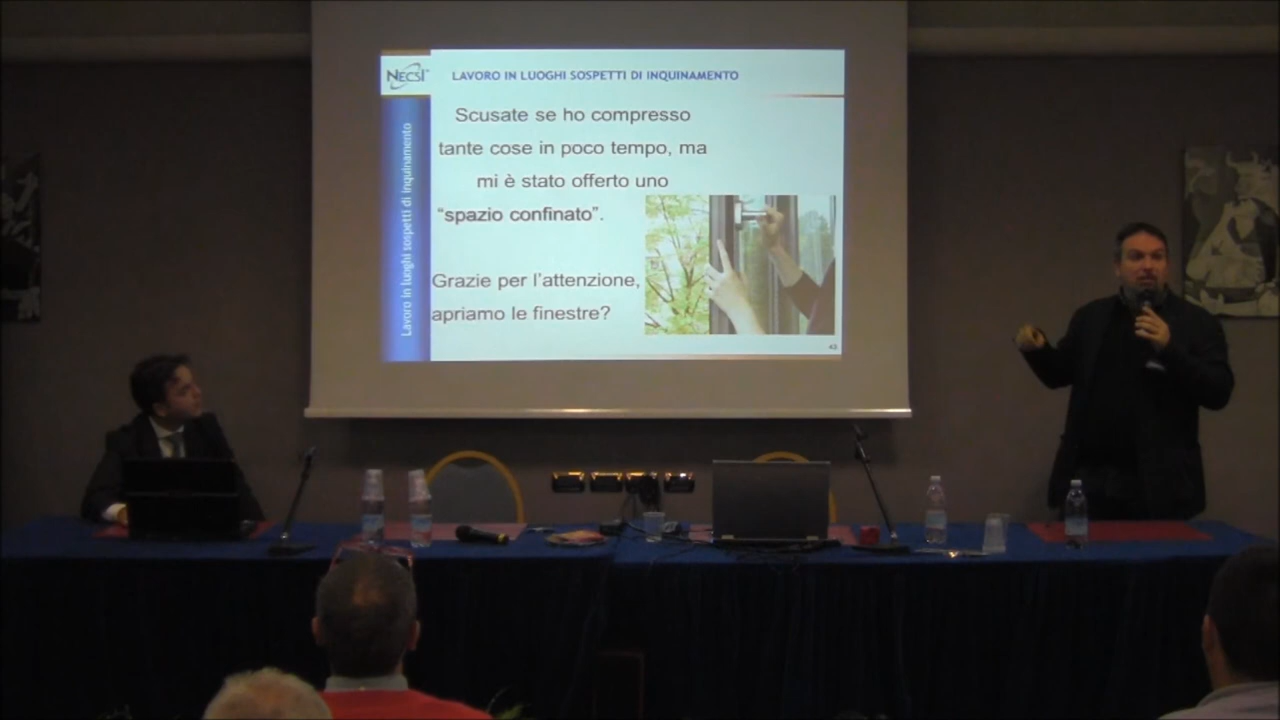 NECSI
LAVORO IN LUOGHI SOSPETTI DI INQUINAMENTO
Lavoro in luoghi sospetti di inquinamento
Scusate se ho compresso
tante cose in poco tempo, ma
mi è stato offerto uno
“spazio confinato”.
Grazie per l’attenzione,
apriamo le finestre?
43